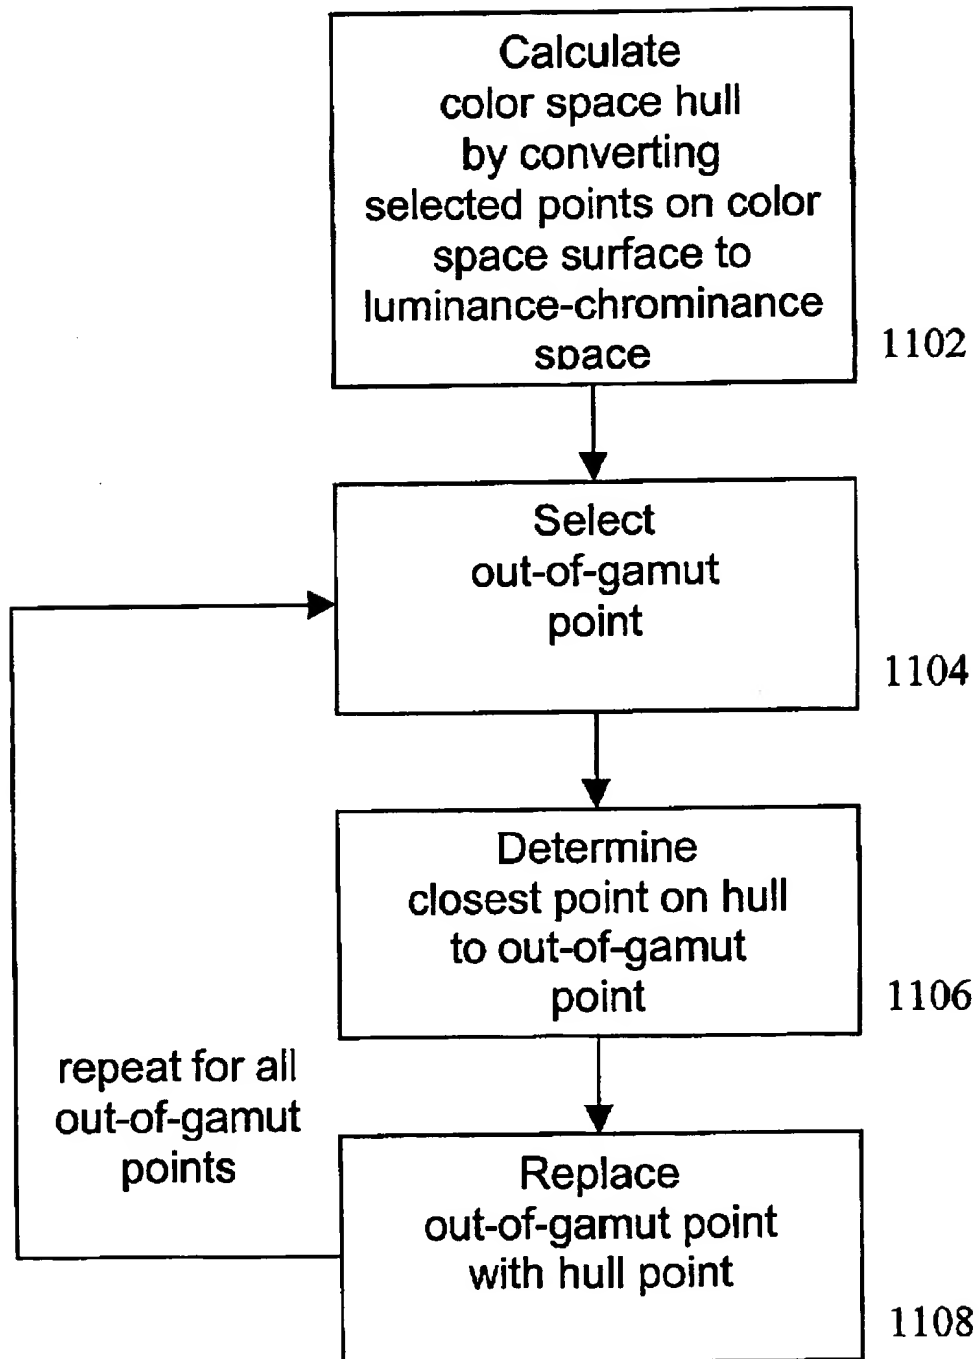 Calculate
color space hull
by converting
selected points on color
space surface to
luminance-chrominance
space
1102
Select
out-of-gamut
point
1104
Determine
closest point on hull
to out-of-gamut
point
1106
repeat for all
out-of-gamut
points
Replace
out-of-gamut point
with hull point
1108